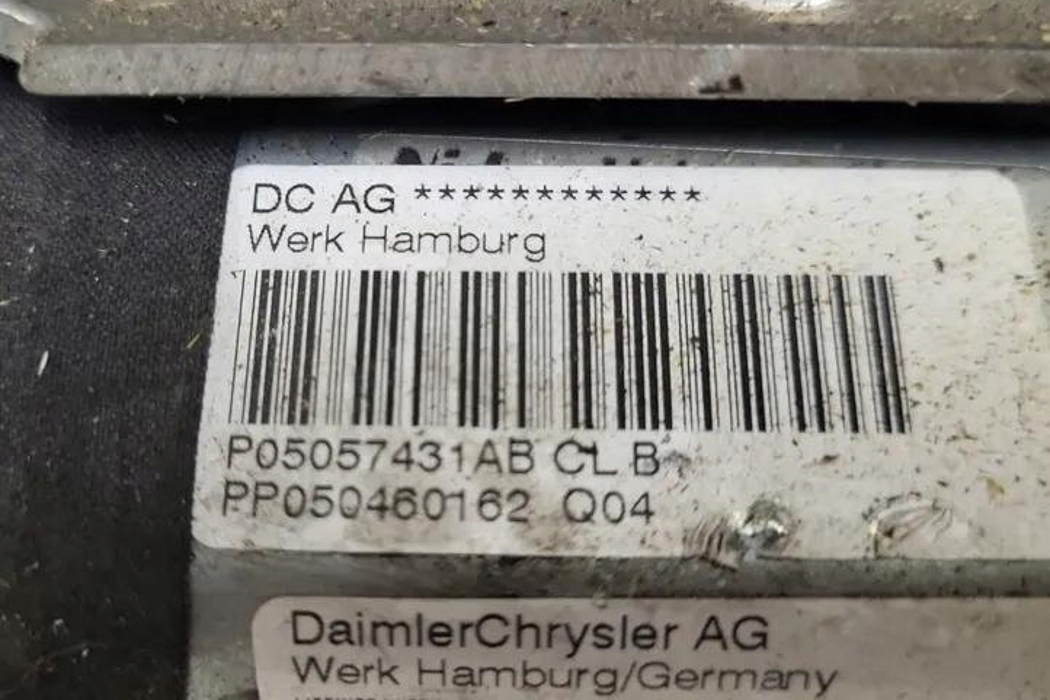 DC AG ************
Werk Hamburg
P05057431AB CL B
PP050460162 Q04
DaimlerChrysler AG
Werk Hamburg/Germany